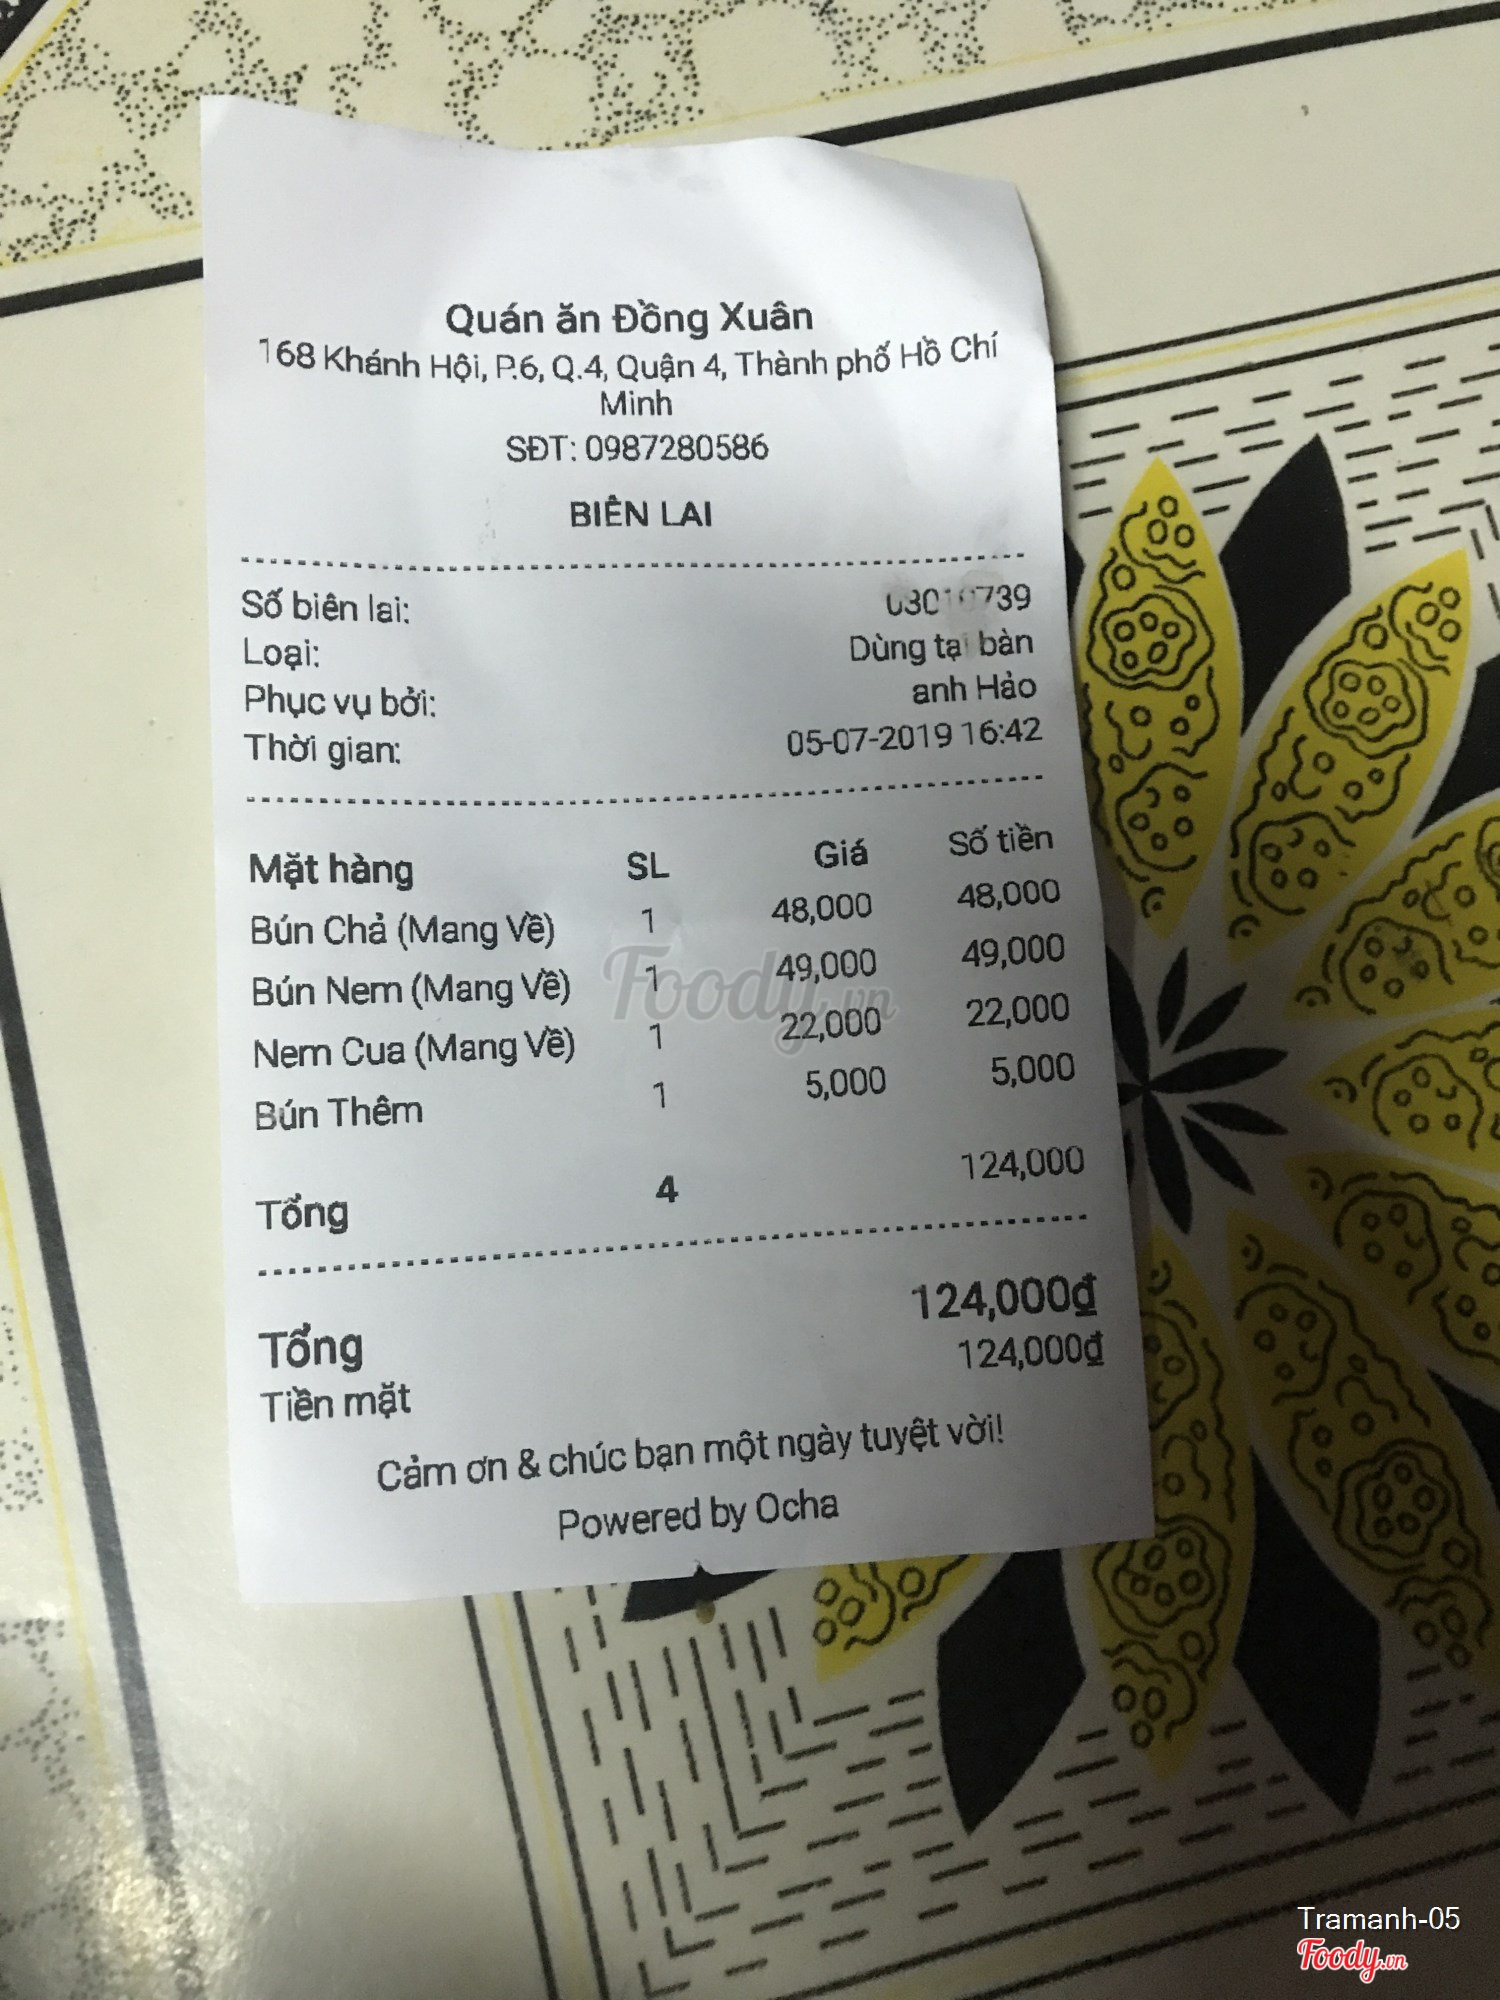 Quán ăn Đồng Xuân
168 Khánh Hội, P.6, Q.4, Quận 4, Thành phố Hồ Chí
Minh
SĐT: 0987280586
BIÊN LAI
Số biên lai:
Loại: Dùng tại bàn
Phục vụ bởi: anh Hảo
Thời gian: 05-07-2019 16:42
Mặt hàng SL Giá Số tiền
Bún Chả (Mang Về) 1 48,000 48,000
Bún Nem (Mang Về) 1 49,000 49,000
Nem Cua (Mang Về) 1 22,000 22,000
Bún Thêm 1 5,000 5,000
Tổng 4 124,000
Tổng 124,000₫
Tiền mặt 124,000₫
Cảm ơn & chúc bạn một ngày tuyệt vời!
Powered by Ocha
Foody.vn
Tramanh-05
Foody.vn